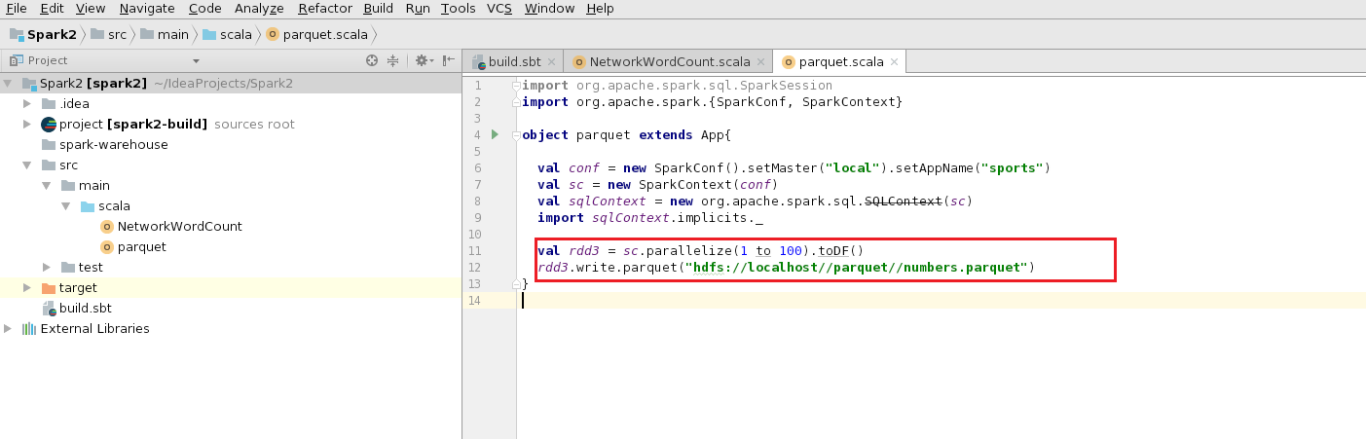 File Edit View Navigate Code Analyze Refactor Build Run Tools VCS Window Help
Spark2 src main scala parquet.scala
Project
build.sbt NetworkWordCount.scala parquet.scala
Spark2 [spark2] ~/IdeaProjects/Spark2
.idea
project [spark2-build] sources root
spark-warehouse
src
main
scala
NetworkWordCount
parquet
test
target
build.sbt
External Libraries
1 import org.apache.spark.sql.SparkSession
2 import org.apache.spark.{SparkConf, SparkContext}
3
4 object parquet extends App{
5
6 val conf = new SparkConf().setMaster("local").setAppName("sports")
7 val sc = new SparkContext(conf)
8 val sqlContext = new org.apache.spark.sql.SQLContext(sc)
9 import sqlContext.implicits._
10
11 val rdd3 = sc.parallelize(1 to 100).toDF()
12 rdd3.write.parquet("hdfs://localhost//parquet//numbers.parquet")
13 }
14